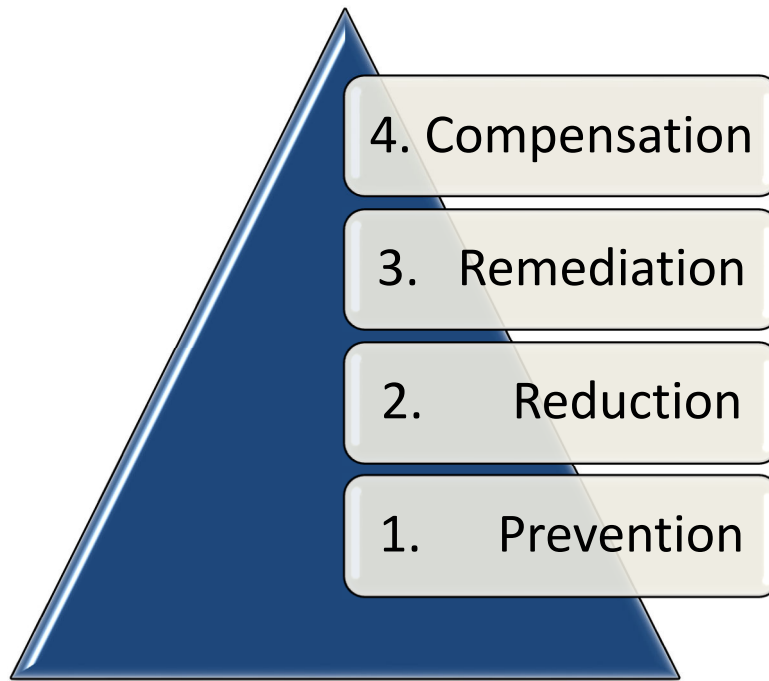 4. Compensation
3. Remediation
2. Reduction
1. Prevention